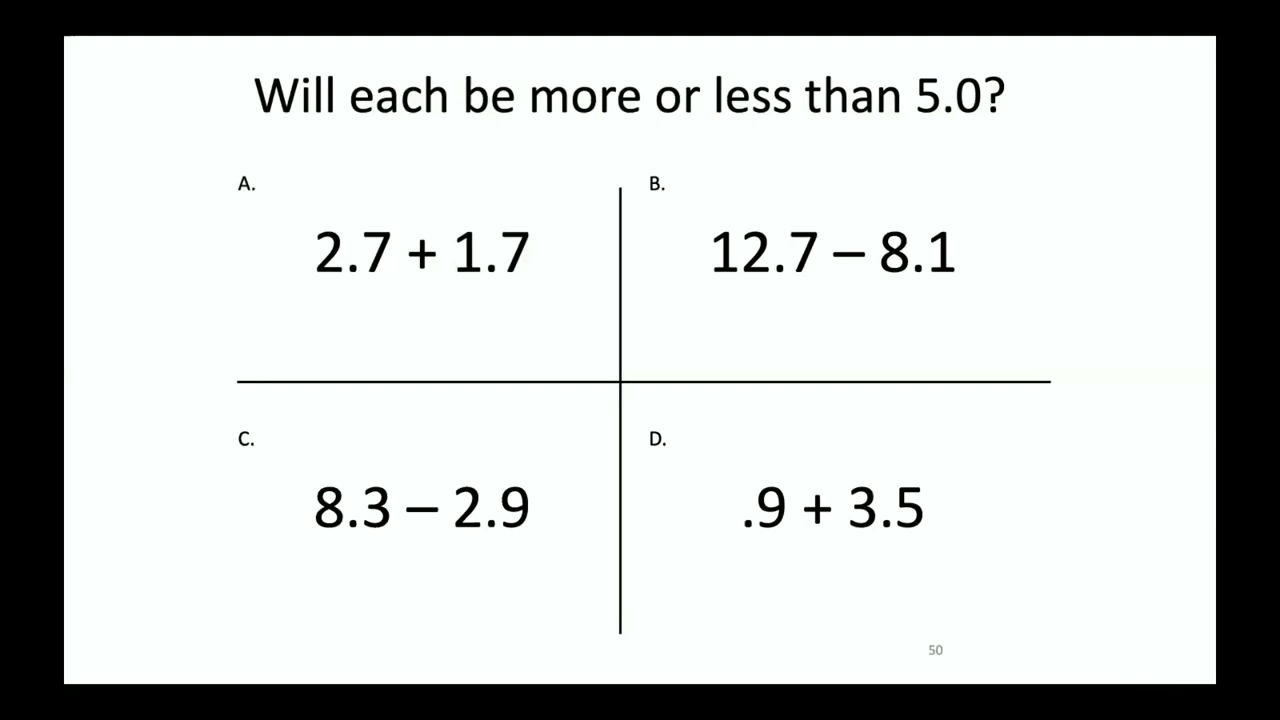 Will each be more or less than 5.0?
A.
2.7 + 1.7
B.
12.7 – 8.1
C.
8.3 – 2.9
D.
.9 + 3.5
50